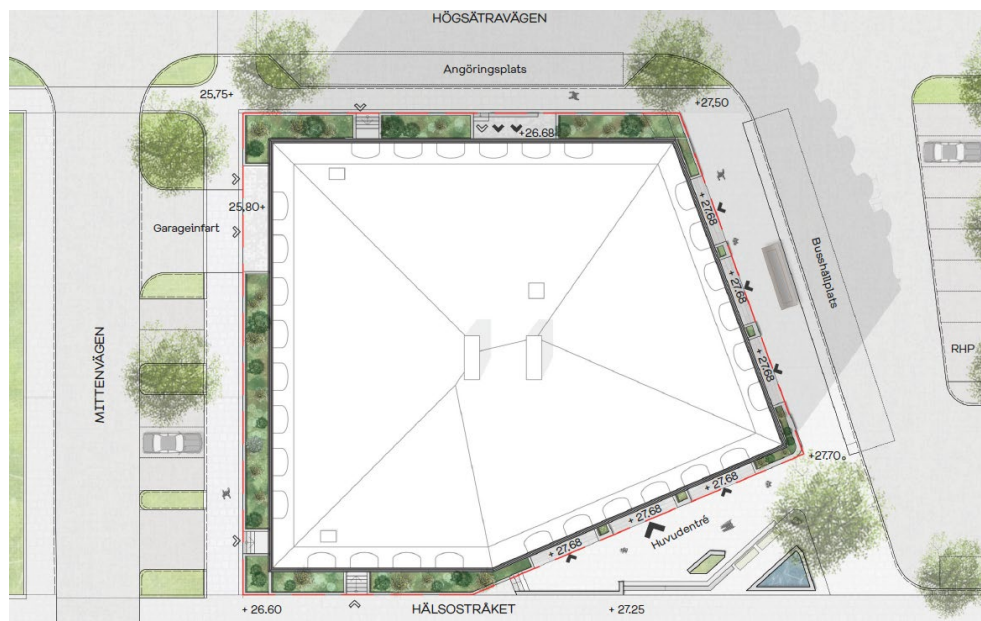 HÖGSÄTRAVÄGEN
Angöringsplats
25,75+
+27,50
+26.68
25,80+
Garageinfart
+ 27.68
+ 27.68
+ 27.68
Busshållplats
RHP
MITTENVÄGEN
+27.70
+ 27.68
+ 27.68
+ 27.68
Huvudentré
+ 26.60
HÄLSOSTRÅKET
+ 27.25